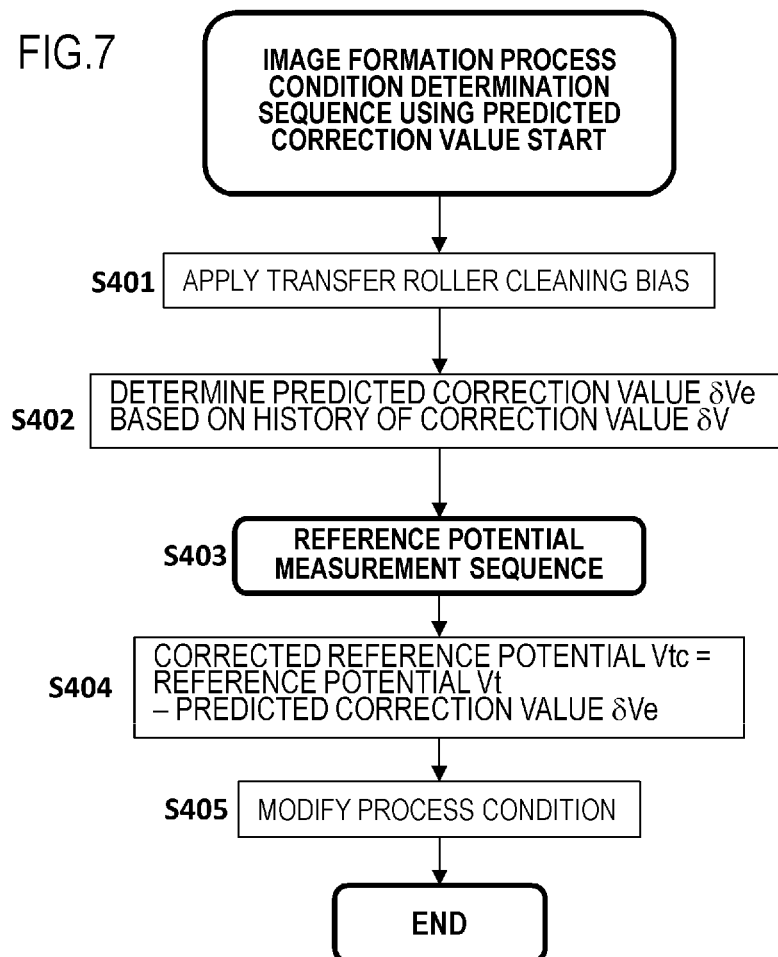 FIG.7
IMAGE FORMATION PROCESS
CONDITION DETERMINATION
SEQUENCE USING PREDICTED
CORRECTION VALUE START
S401
APPLY TRANSFER ROLLER CLEANING BIAS
S402
DETERMINE PREDICTED CORRECTION VALUE δVe
BASED ON HISTORY OF CORRECTION VALUE δV
S403
REFERENCE POTENTIAL
MEASUREMENT SEQUENCE
S404
CORRECTED REFERENCE POTENTIAL Vtc =
REFERENCE POTENTIAL Vt
– PREDICTED CORRECTION VALUE δVe
S405
MODIFY PROCESS CONDITION
END